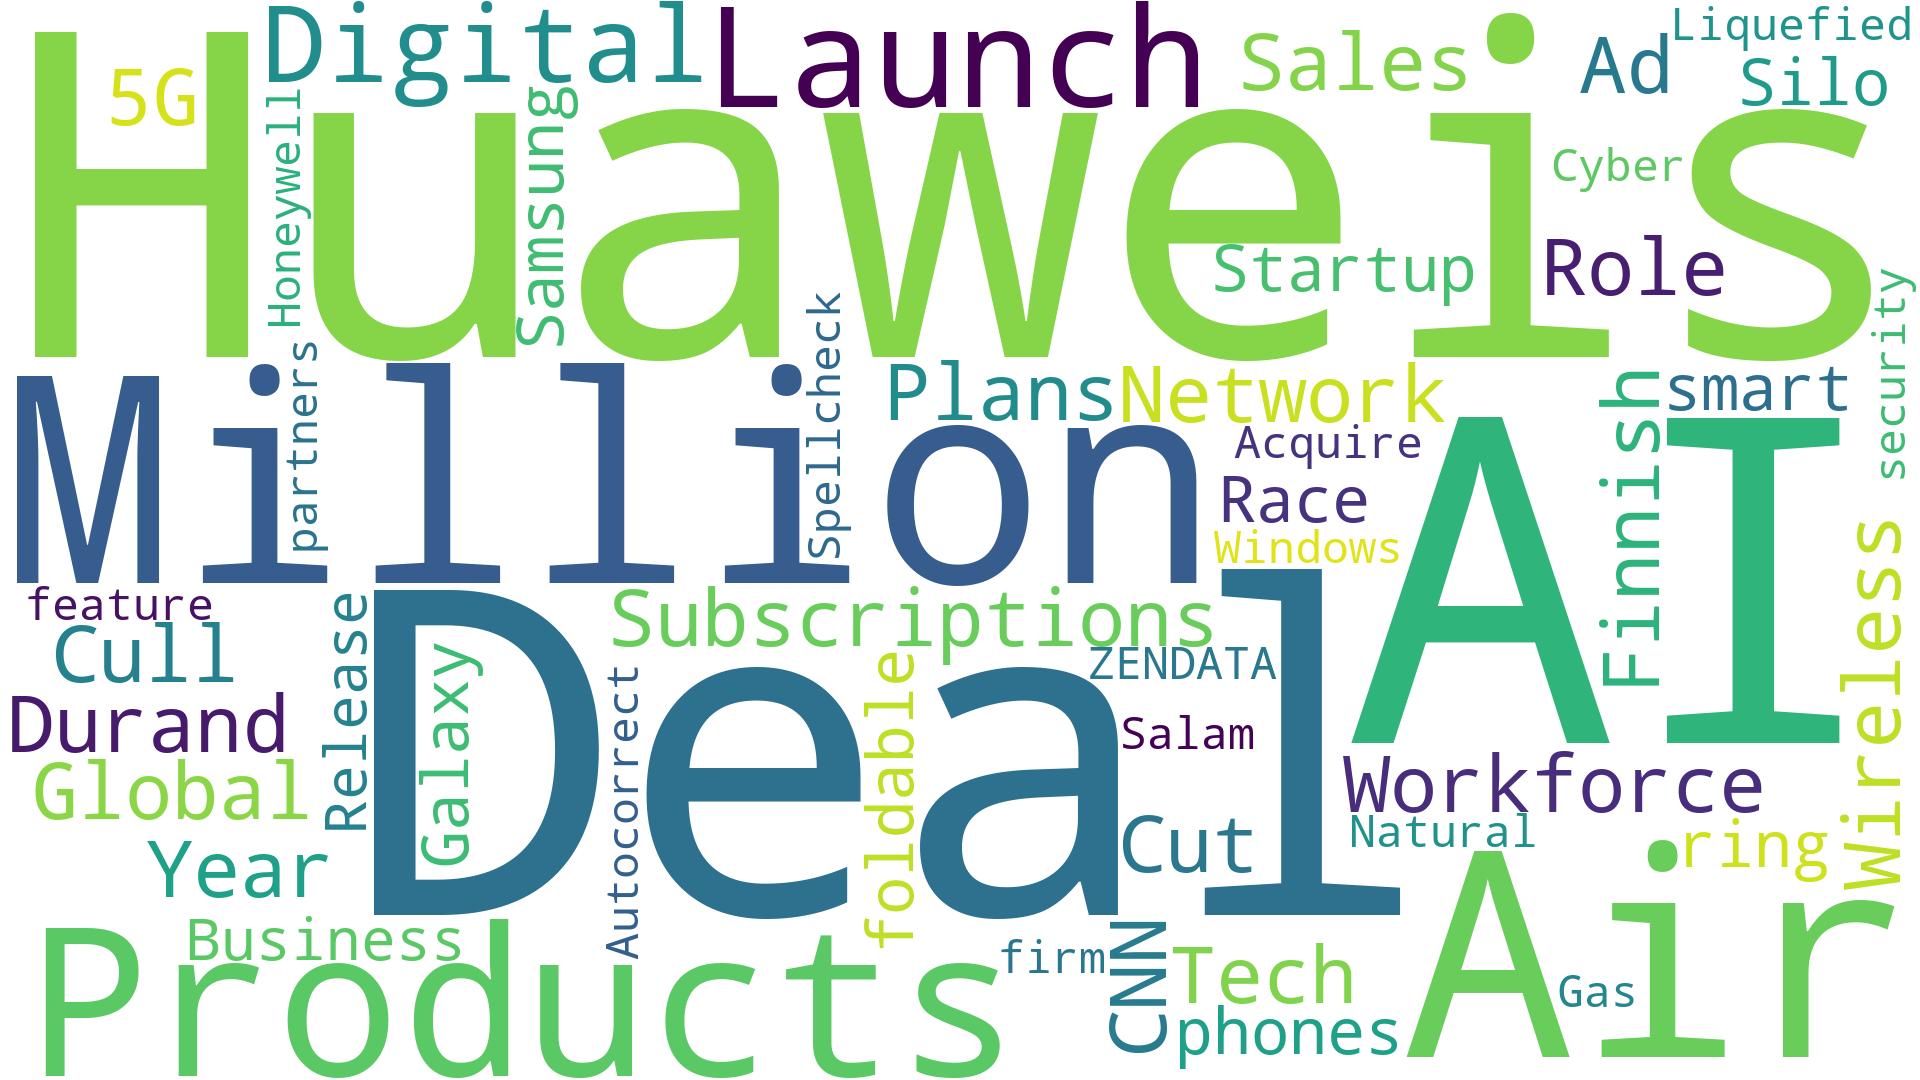 Digital
Launch
Sales
Ad
Liquefied
Silo
5G
Huaweis
Honeywell
Samsung
Cyber
Startup
Role
security
Million
partners
Spellcheck
Plans
Network
Acquire
Race
Windows
AI
Finnish
smart
Wireless
feature
Cull
Release
Deal
Subscriptions
ZENDATA
Durand
Galaxy
Autocorrect
foldable
Salam
Global
Workforce
Year
Cut
Natural
ring
Business
Products
firm
CNN
Tech
Air
Gas
phones